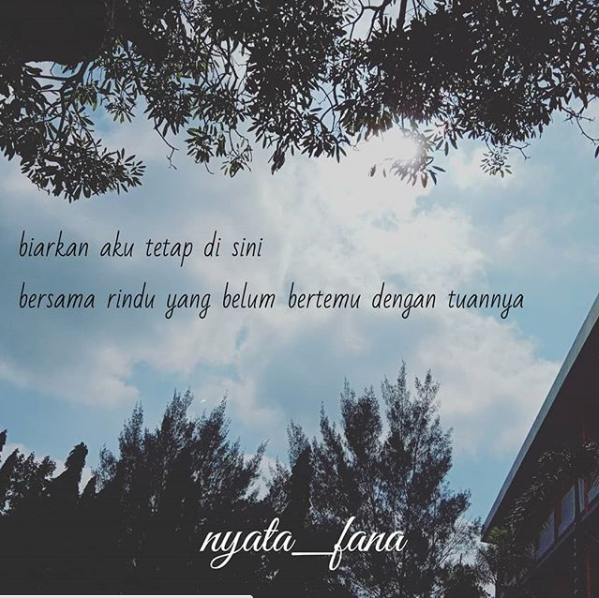 biarkan aku tetap di sini
bersama rindu yang belum bertemu dengan tuannya
nyata_fana